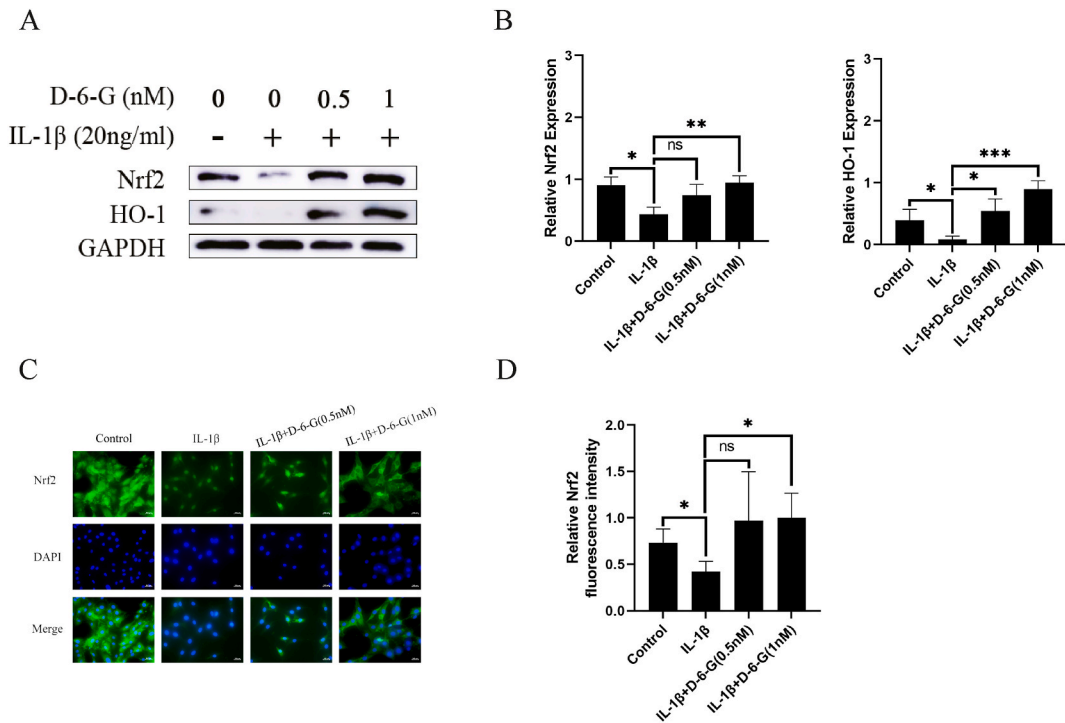 A
D-6-G (nM) 0 0 0.5 1
IL-1β (20ng/ml) - + + +
Nrf2
HO-1
GAPDH
B
Relative Nrf2 Expression
3
2
1
0
*
ns
**
Control
IL-1β
IL-1β+D-6-G(0.5nM)
IL-1β+D-6-G(1nM)
Relative HO-1 Expression
3
2
1
0
*
*
***
Control
IL-1β
IL-1β+D-6-G(0.5nM)
IL-1β+D-6-G(1nM)
C
Control IL-1β IL-1β+D-6-G(0.5nM) IL-1β+D-6-G(1nM)
Nrf2
DAPI
Merge
D
Relative Nrf2
fluorescence intensity
2.0
1.5
1.0
0.5
0.0
*
ns
*
Control
IL-1β
IL-1β+D-6-G(0.5nM)
IL-1β+D-6-G(1nM)